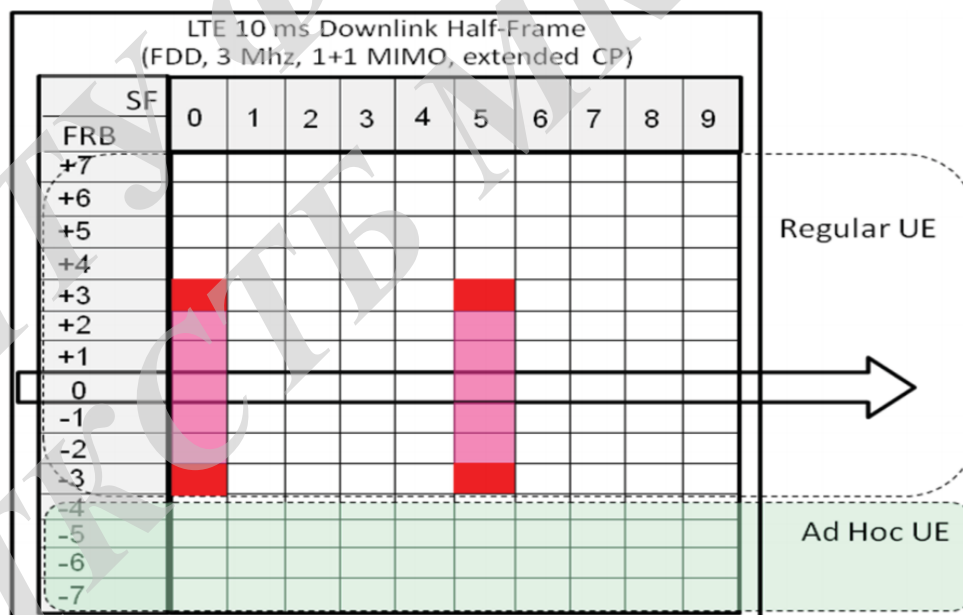 LTE 10 ms Downlink Half-Frame
(FDD, 3 Mhz, 1+1 MIMO, extended CP)
SF 0 1 2 3 4 5 6 7 8 9
FRB
+7
+6
+5
+4
+3
+2
+1
0
-1
-2
-3
-4
-5
-6
-7
Regular UE
Ad Hoc UE